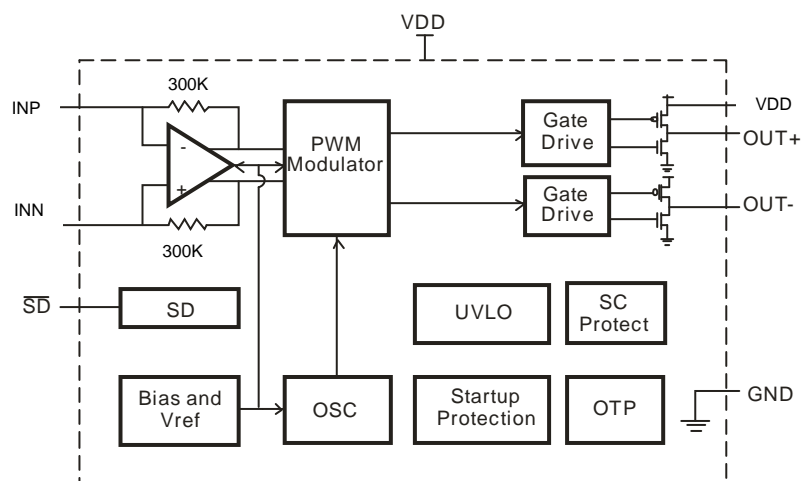 VDD
300K
INP
PWM
Modulator
Gate
Drive
VDD
OUT+
-
+
INN
300K
Gate
Drive
OUT-
SD
SD
UVLO
SC
Protect
Bias and
Vref
OSC
Startup
Protection
OTP
GND